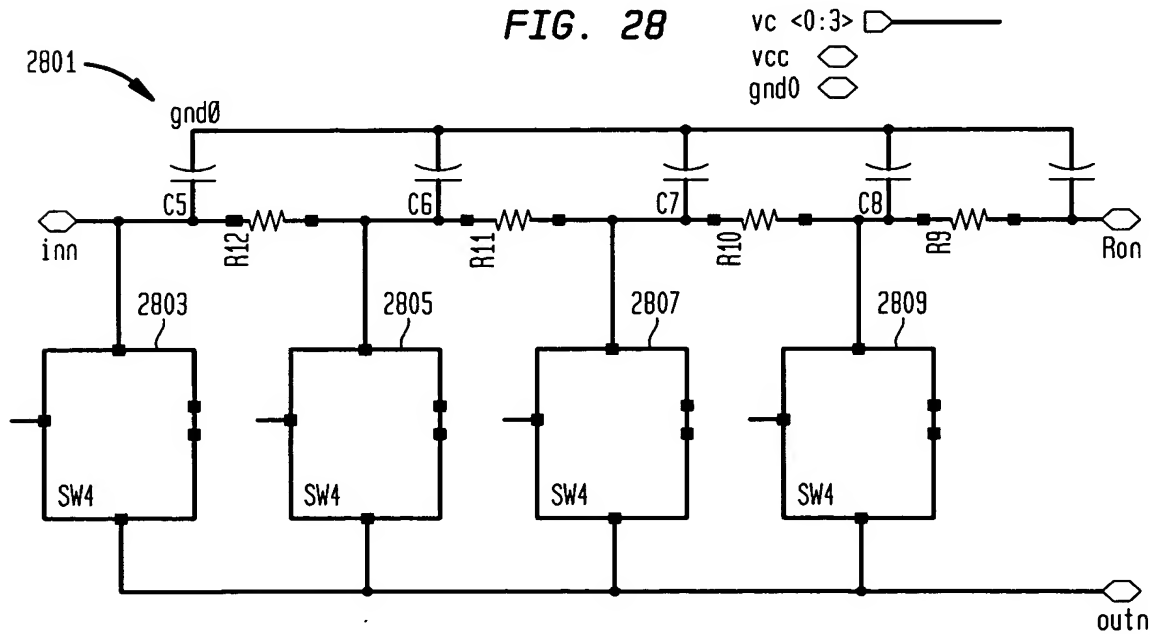 FIG. 28
vc <0:3>
vcc
gnd0
2801
gndØ
C5
C6
C7
C8
inn
R12
R11
R10
R9
Ron
2803
2805
2807
2809
SW4
SW4
SW4
SW4
outn